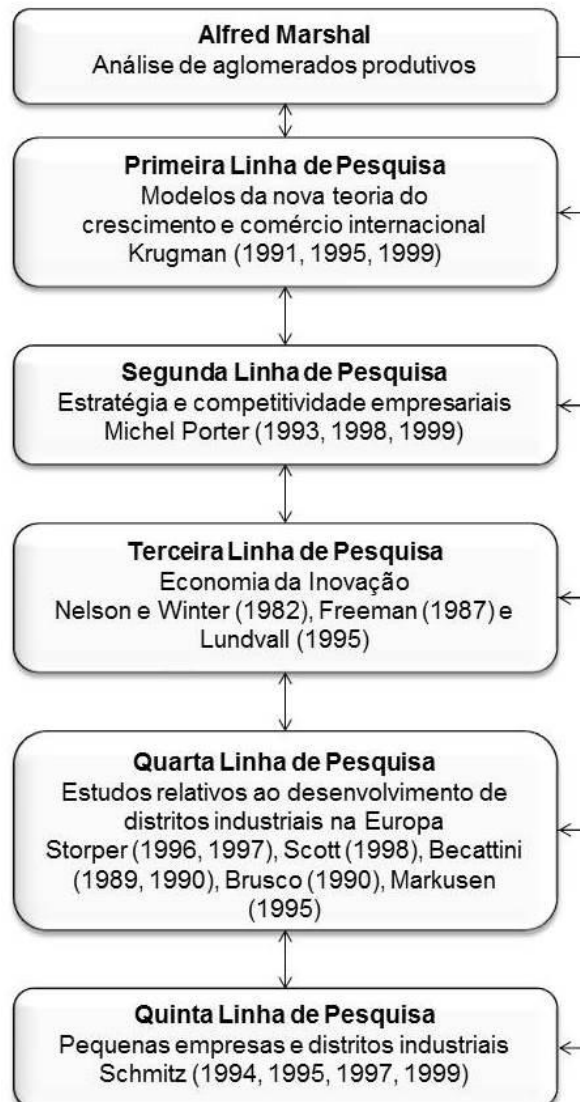 Alfred Marshal
Análise de aglomerados produtivos
Primeira Linha de Pesquisa
Modelos da nova teoria do
crescimento e comércio internacional
Krugman (1991, 1995, 1999)
Segunda Linha de Pesquisa
Estratégia e competitividade empresariais
Michel Porter (1993, 1998, 1999)
Terceira Linha de Pesquisa
Economia da Inovação
Nelson e Winter (1982), Freeman (1987) e
Lundvall (1995)
Quarta Linha de Pesquisa
Estudos relativos ao desenvolvimento de
distritos industriais na Europa
Storper (1996, 1997), Scott (1998), Becattini
(1989, 1990), Brusco (1990), Markusen
(1995)
Quinta Linha de Pesquisa
Pequenas empresas e distritos industriais
Schmitz (1994, 1995, 1997, 1999)